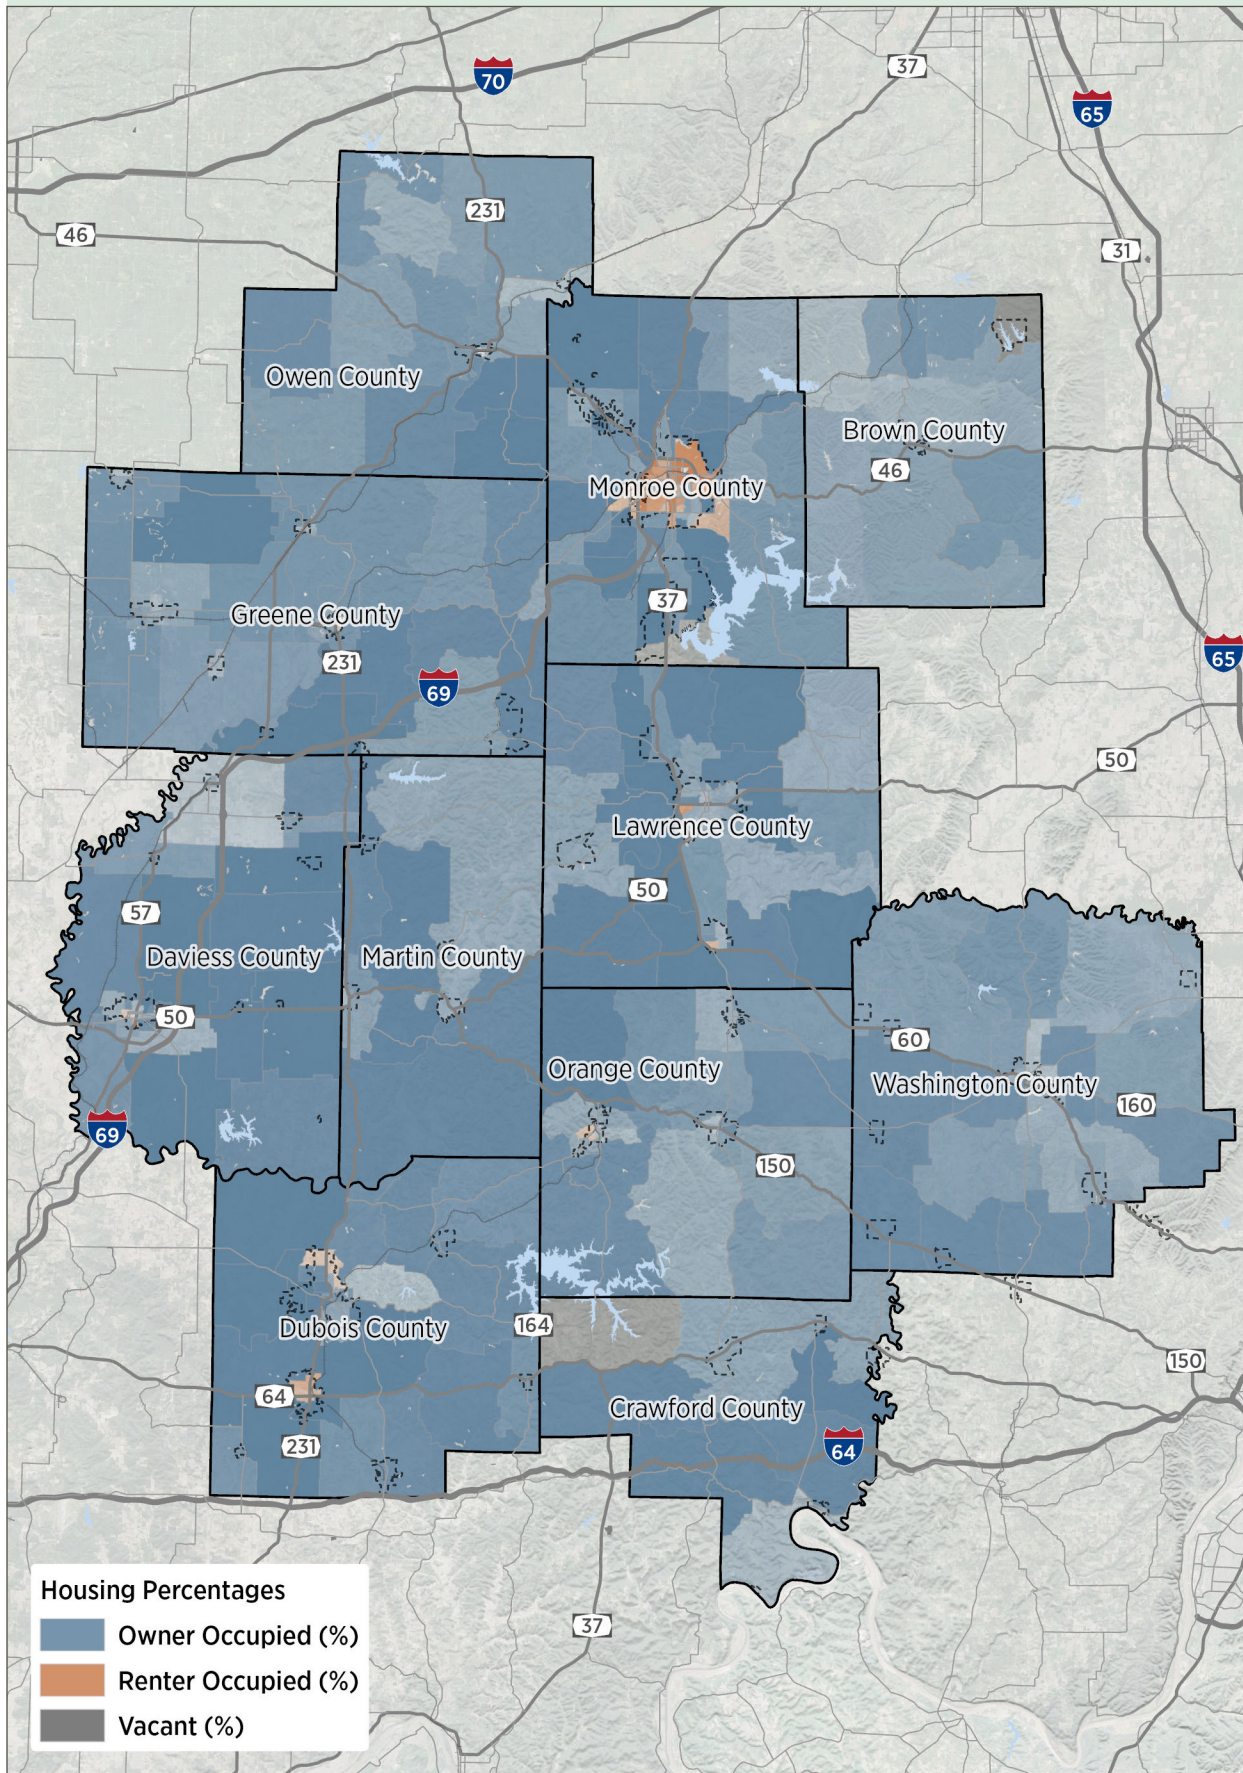 70
37
65
46
231
31
Owen County
Brown County
46
Monroe County
37
Greene County
231
69
65
50
Lawrence County
50
57
Daviess County
Martin County
50
60
Orange County
Washington County
160
69
150
164
Dubois County
150
64
Crawford County
231
64
Housing Percentages
Owner Occupied (%)
Renter Occupied (%)
Vacant (%)
37